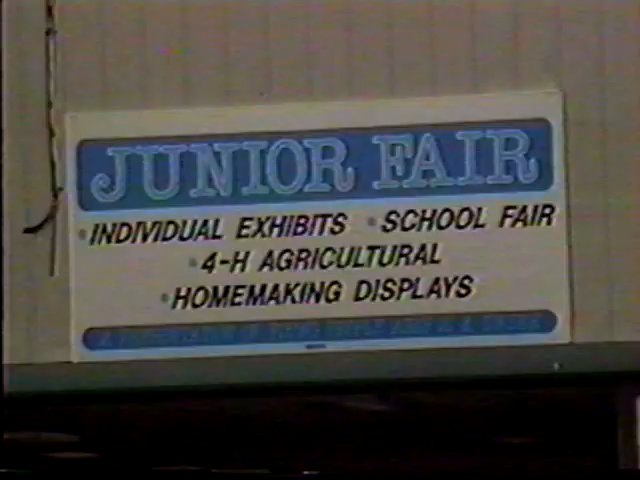 JUNIOR FAIR
•INDIVIDUAL EXHIBITS •SCHOOL FAIR
•4-H AGRICULTURAL
•HOMEMAKING DISPLAYS